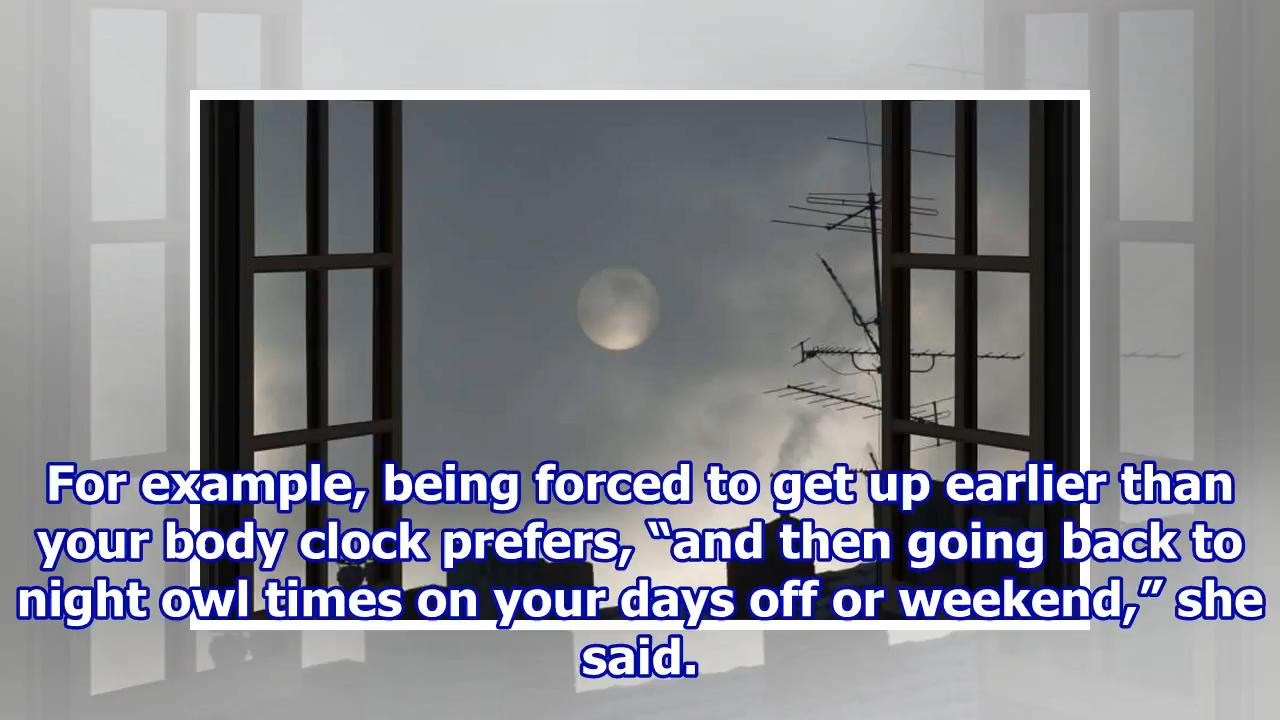 For example, being forced to get up earlier than
your body clock prefers, “and then going back to
night owl times on your days off or weekend,” she
said.